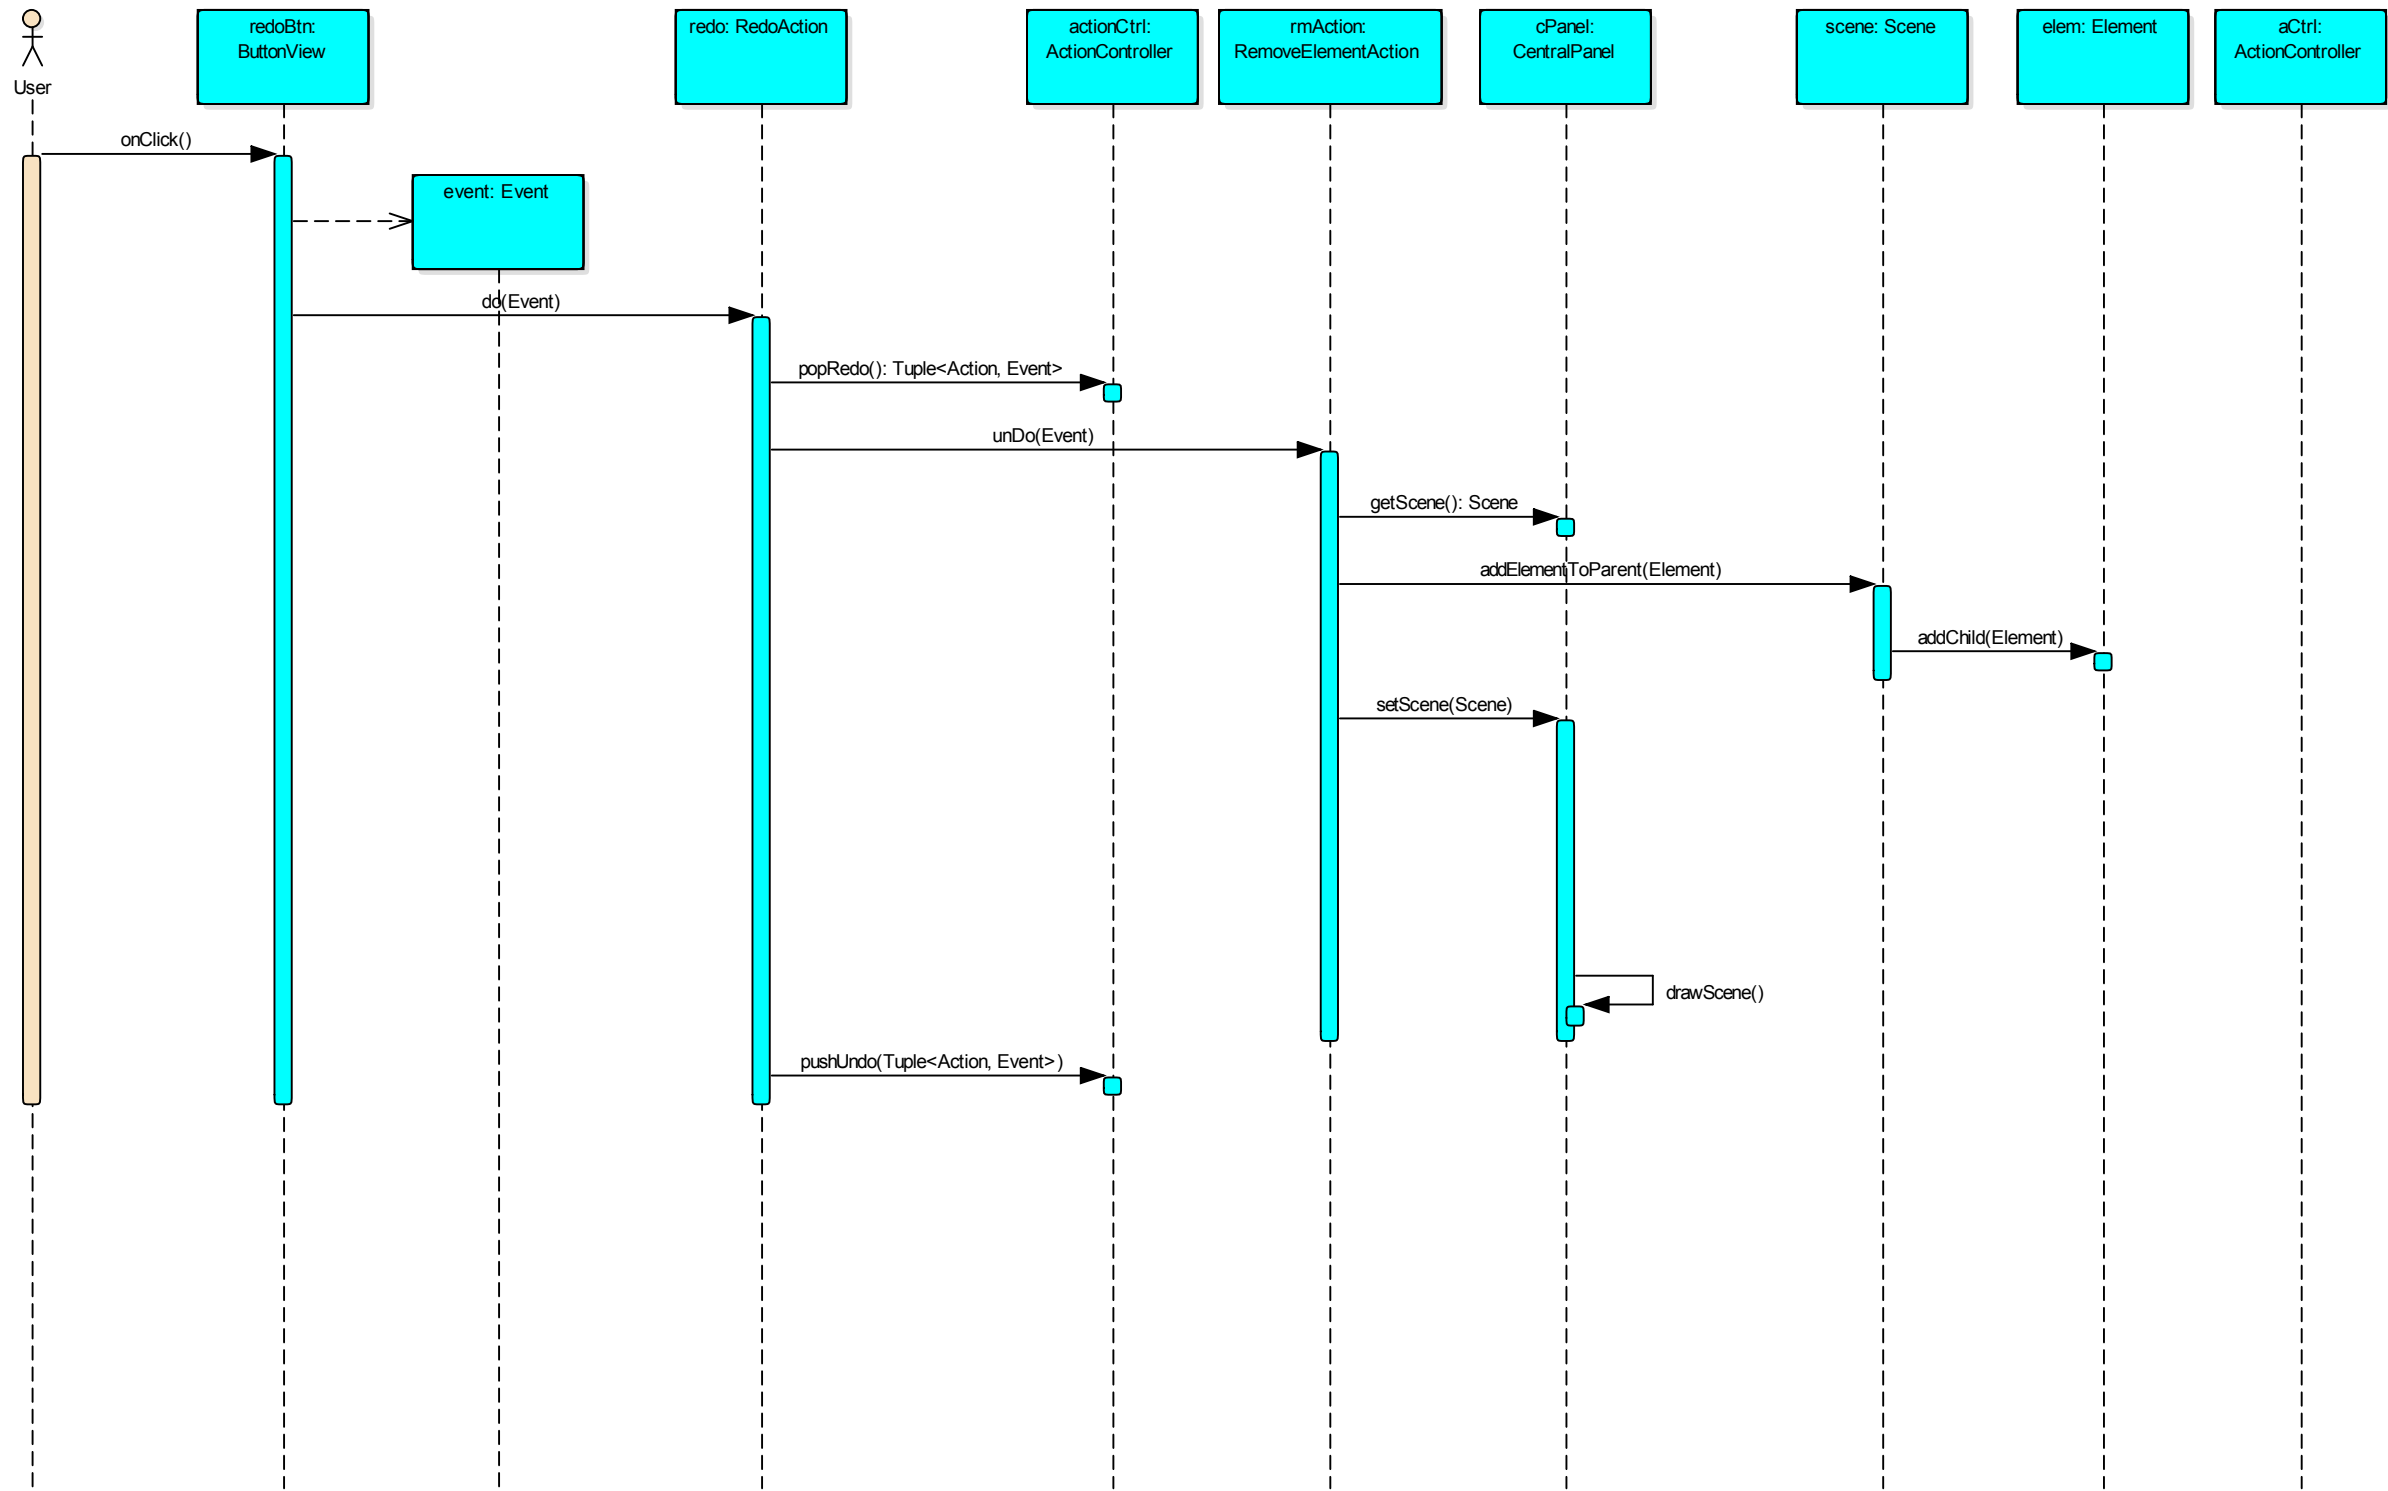 User
redoBtn:
ButtonView
redo: RedoAction
actionCtrl:
ActionController
rmAction:
RemoveElementAction
cPanel:
CentralPanel
scene: Scene
elem: Element
aCtrl:
ActionController
onClick()
event: Event
do(Event)
popRedo(): Tuple<Action, Event>
unDo(Event)
getScene(): Scene
addElementToParent(Element)
addChild(Element)
setScene(Scene)
drawScene()
pushUndo(Tuple<Action, Event>)